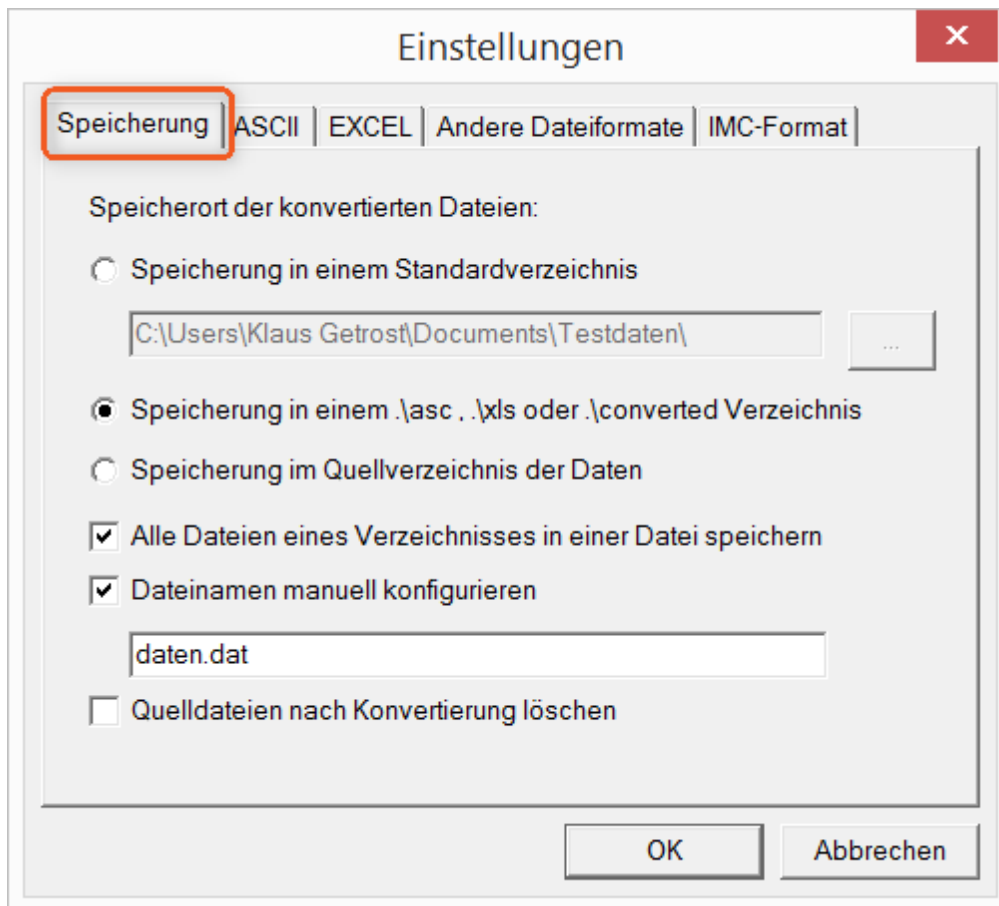 Einstellungen
Speicherung ASCII EXCEL Andere Dateiformate IMC-Format
Speicherort der konvertierten Dateien:
Speicherung in einem Standardverzeichnis
C:\Users\Klaus Getrost\Documents\Testdaten\
...
Speicherung in einem .\asc , .\xls oder .\converted Verzeichnis
Speicherung im Quellverzeichnis der Daten
Alle Dateien eines Verzeichnisses in einer Datei speichern
Dateinamen manuell konfigurieren
daten.dat
Quelldateien nach Konvertierung löschen
OK Abbrechen